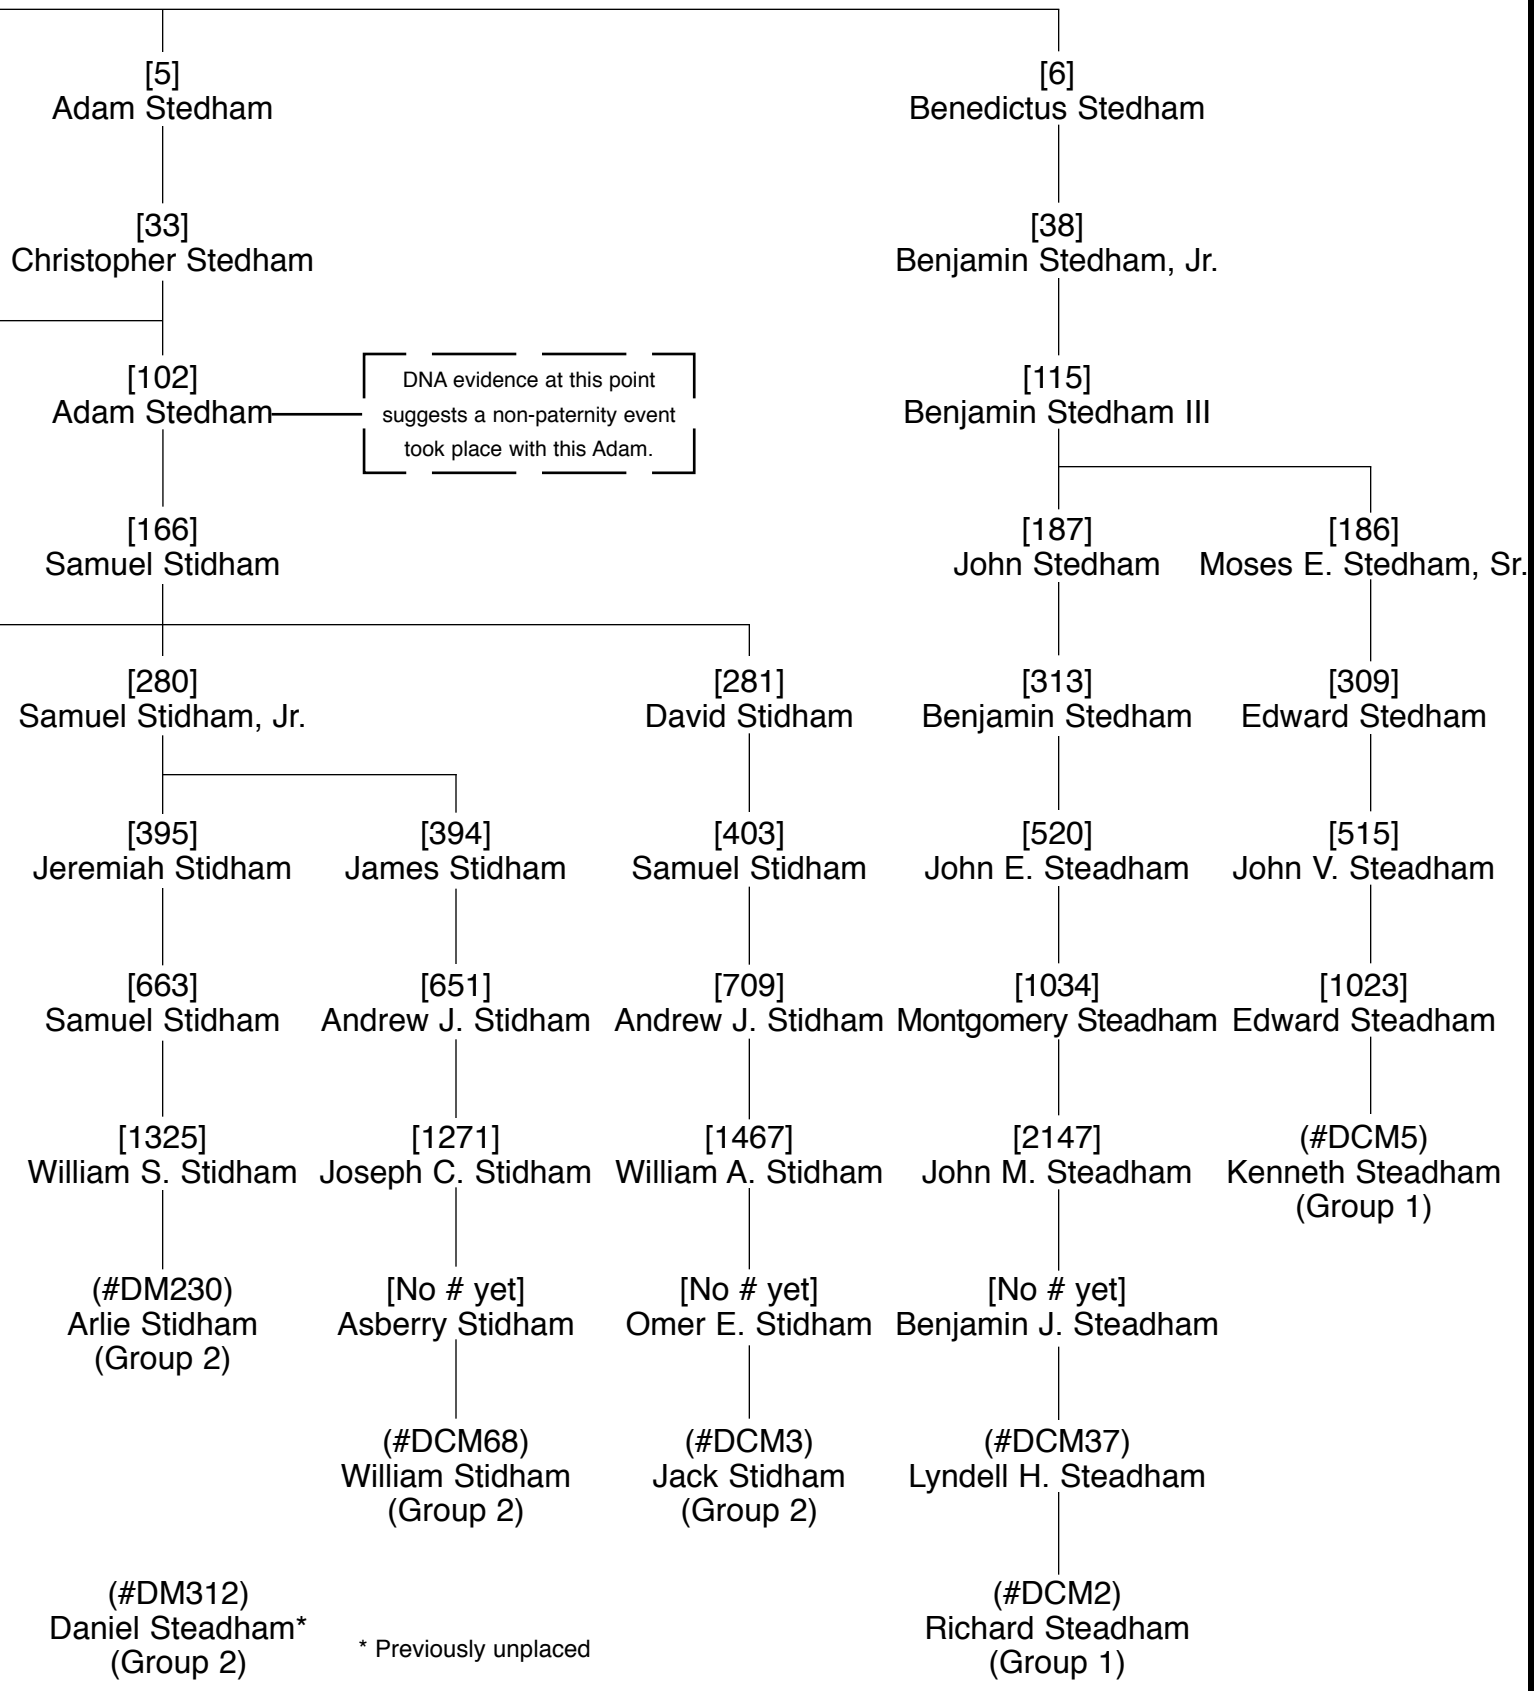 [5]
Adam Stedham
[6]
Benedictus Stedham
[33]
Christopher Stedham
[38]
Benjamin Stedham, Jr.
[102]
Adam Stedham
DNA evidence at this point
suggests a non-paternity event
took place with this Adam.
[115]
Benjamin Stedham III
[166]
Samuel Stidham
[187]
John Stedham
[186]
Moses E. Stedham, Sr.
[280]
Samuel Stidham, Jr.
[281]
David Stidham
[313]
Benjamin Stedham
[309]
Edward Stedham
[395]
Jeremiah Stidham
[394]
James Stidham
[403]
Samuel Stidham
[520]
John E. Steadham
[515]
John V. Steadham
[663]
Samuel Stidham
[651]
Andrew J. Stidham
[709]
Andrew J. Stidham
[1034]
Montgomery Steadham
[1023]
Edward Steadham
[1325]
William S. Stidham
[1271]
Joseph C. Stidham
[1467]
William A. Stidham
[2147]
John M. Steadham
(#DCM5)
Kenneth Steadham
(Group 1)
(#DM230)
Arlie Stidham
(Group 2)
[No # yet]
Asberry Stidham
[No # yet]
Omer E. Stidham
[No # yet]
Benjamin J. Steadham
(#DCM68)
William Stidham
(Group 2)
(#DCM3)
Jack Stidham
(Group 2)
(#DCM37)
Lyndell H. Steadham
(#DM312)
Daniel Steadham*
(Group 2)
* Previously unplaced
(#DCM2)
Richard Steadham
(Group 1)